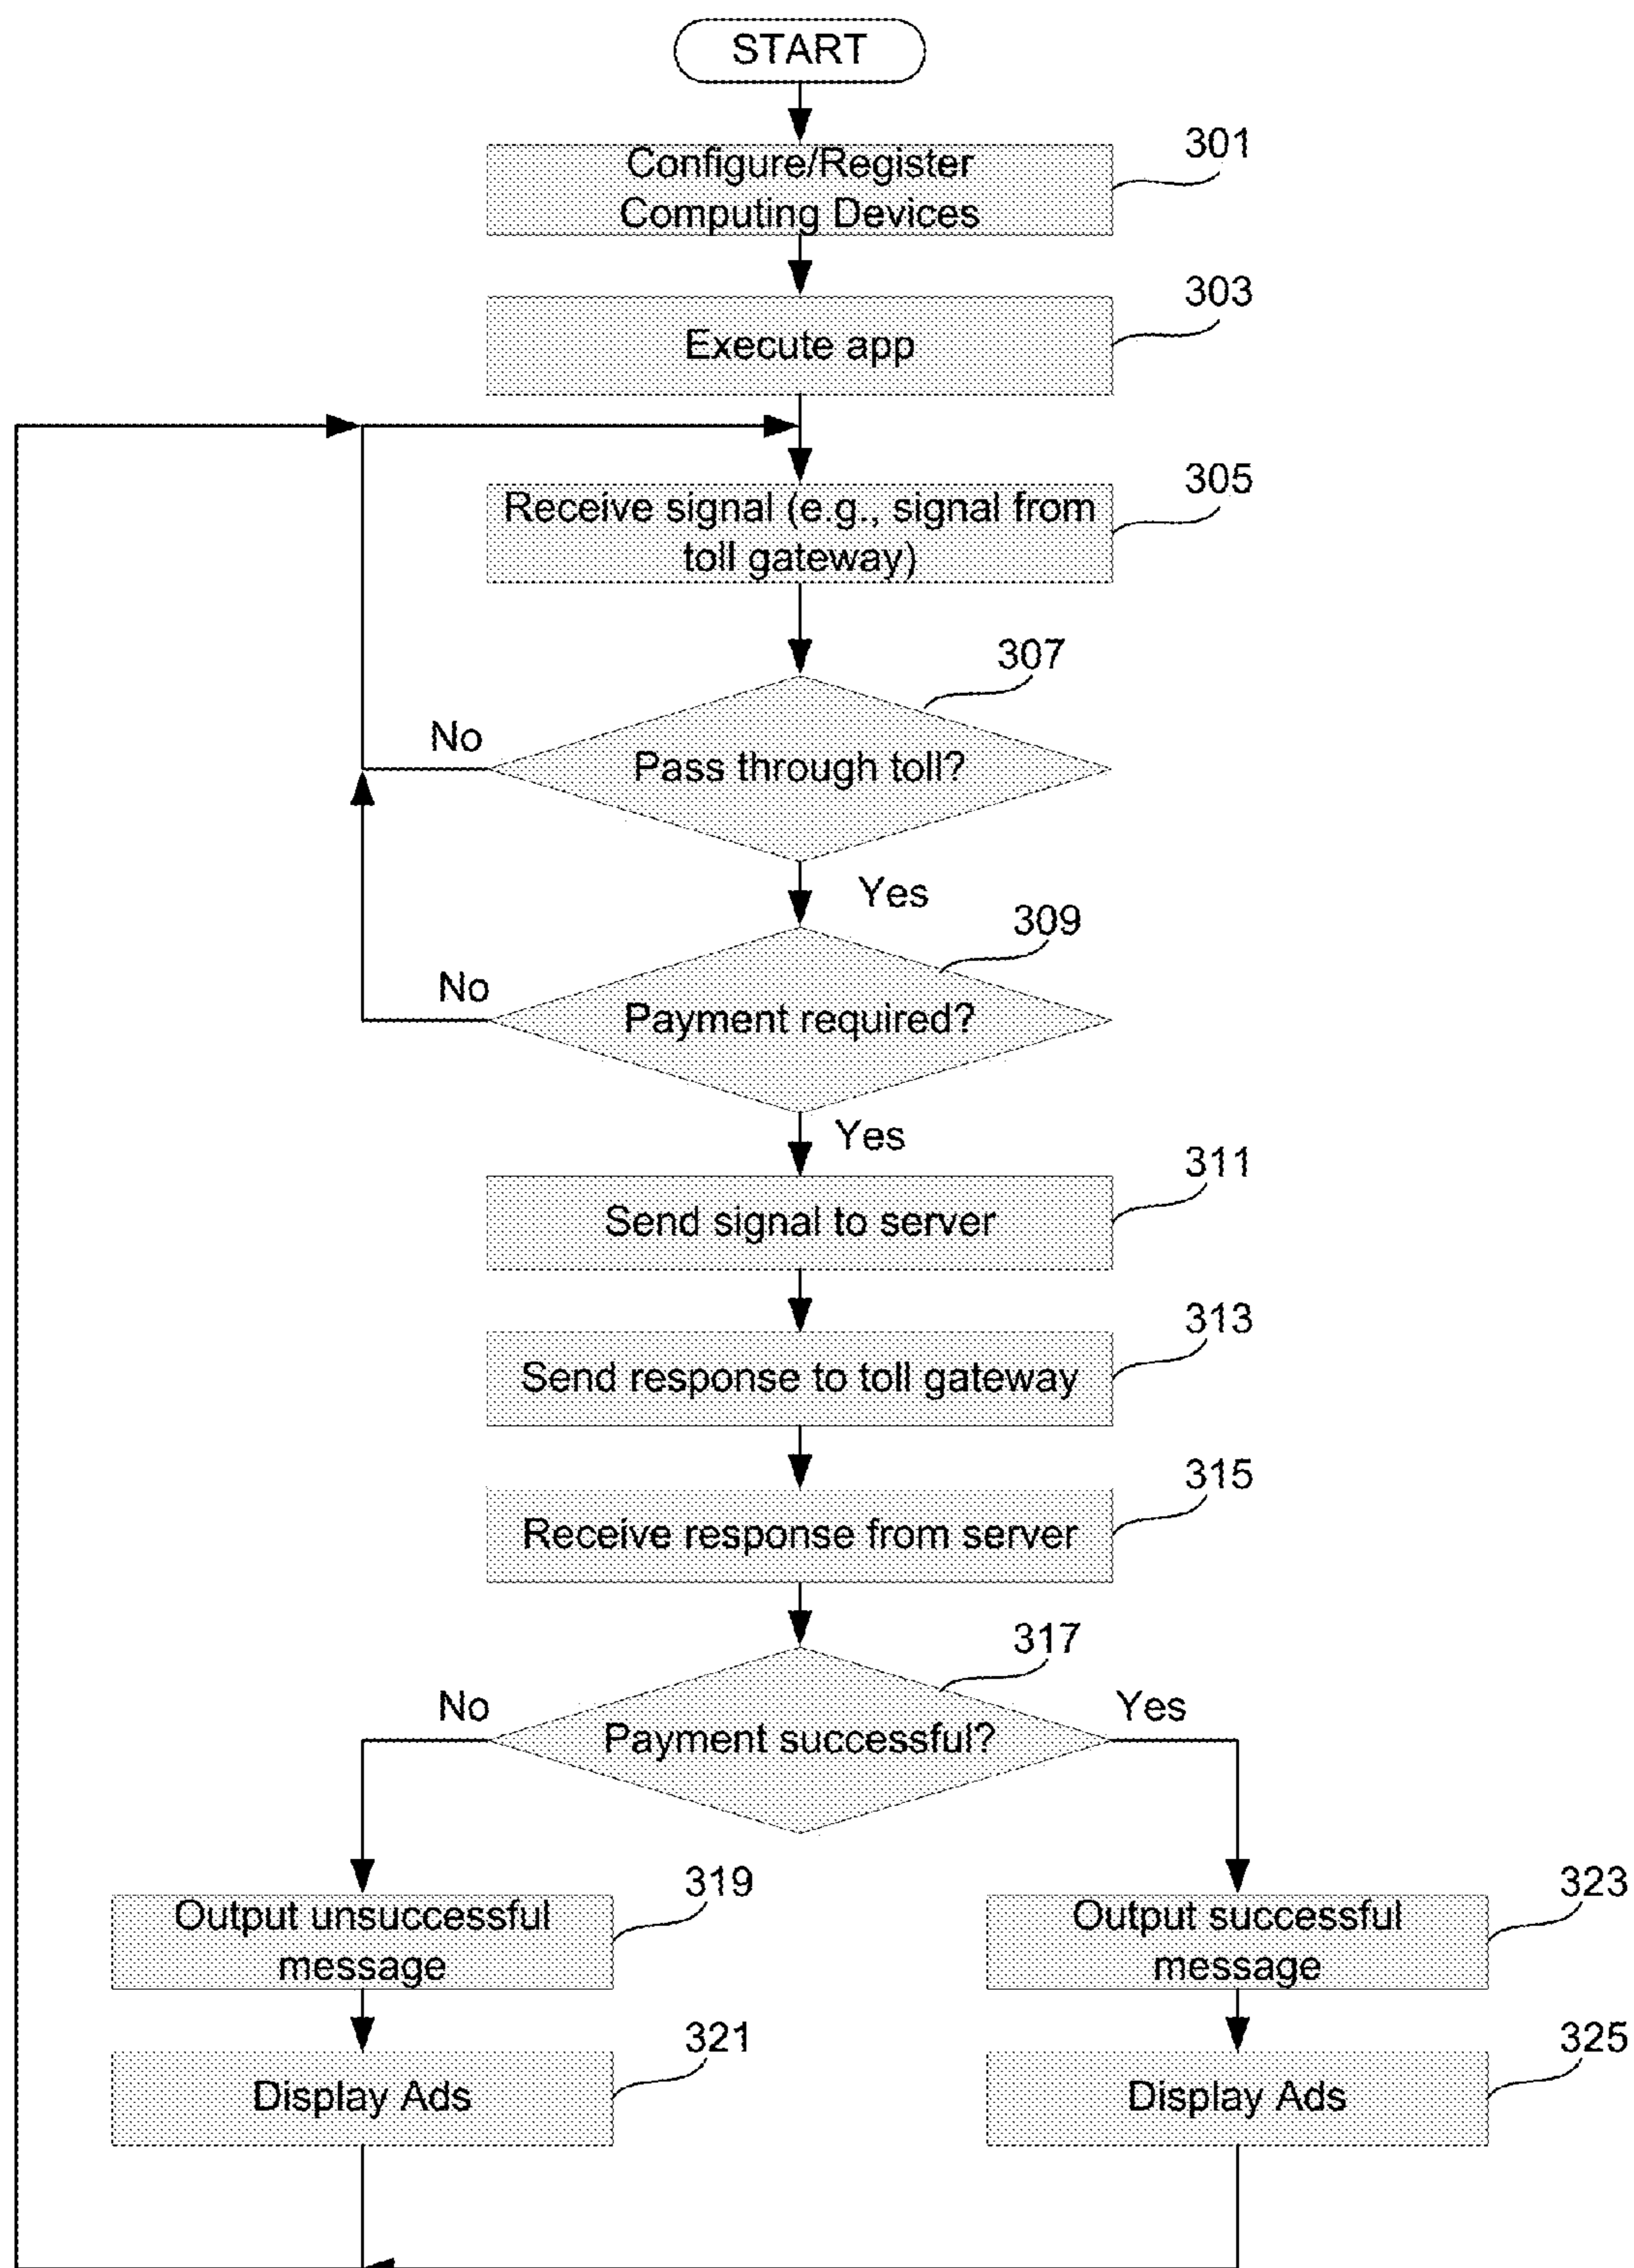 START
Configure/Register
Computing Devices
301
Execute app
303
Receive signal (e.g., signal from
toll gateway)
305
307
Pass through toll?
No
Yes
309
Payment required?
No
Yes
Send signal to server
311
Send response to toll gateway
313
Receive response from server
315
317
Payment successful?
No
Yes
Output unsuccessful
message
319
Output successful
message
323
Display Ads
321
Display Ads
325